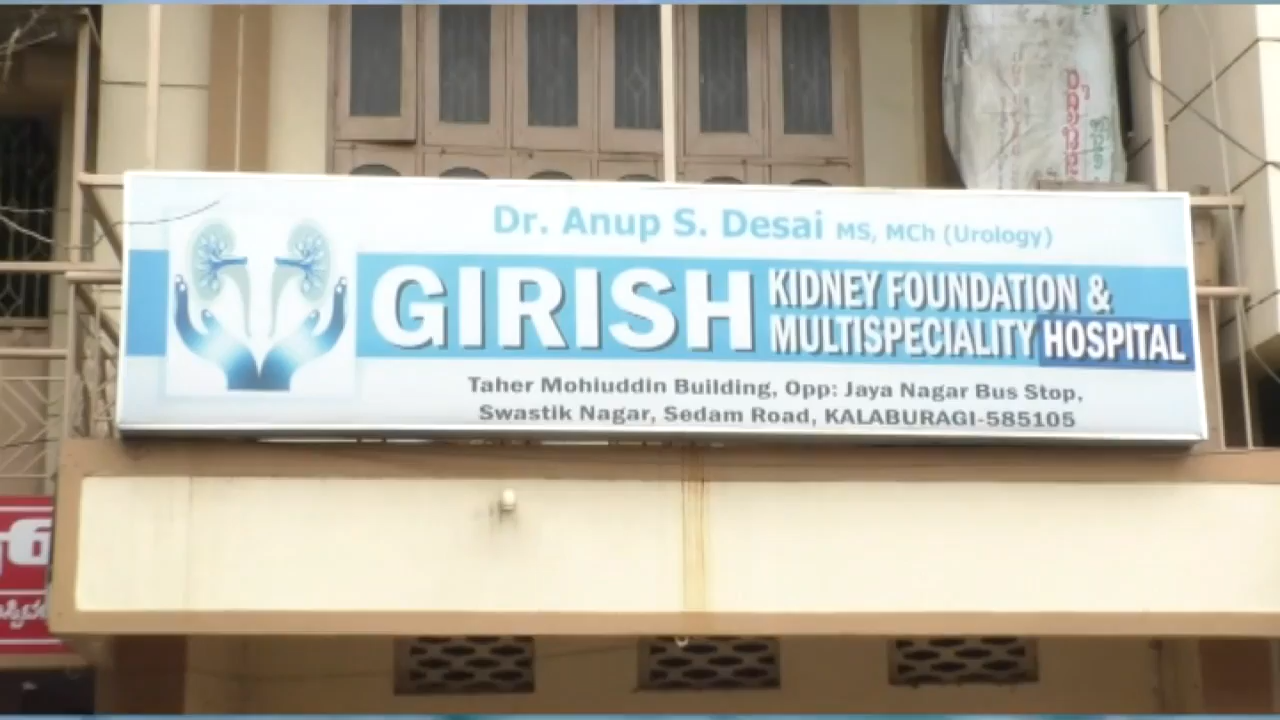 Dr. Anup S. Desai MS, MCh (Urology)
GIRISH KIDNEY FOUNDATION &
MULTISPECIALITY HOSPITAL
Taher Mohiuddin Building, Opp: Jaya Nagar Bus Stop,
Swastik Nagar, Sedam Road, KALABURAGI-585105